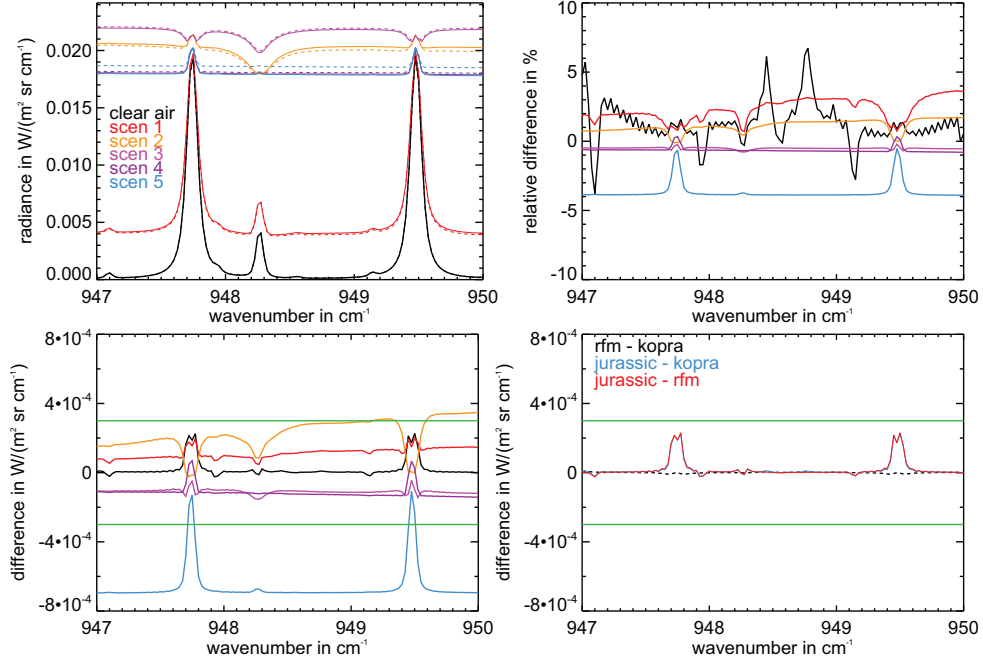 radiance in W/(m² sr cm⁻¹)
0.020
0.015
0.010
0.005
0.000
clear air
scen 1
scen 2
scen 3
scen 4
scen 5
947 948 949 950
wavenumber in cm⁻¹
relative difference in %
10
5
0
-5
-10
947 948 949 950
wavenumber in cm⁻¹
difference in W/(m² sr cm⁻¹)
8•10⁻⁴
4•10⁻⁴
0
-4•10⁻⁴
-8•10⁻⁴
947 948 949 950
wavenumber in cm⁻¹
difference in W/(m² sr cm⁻¹)
8•10⁻⁴
4•10⁻⁴
0
-4•10⁻⁴
-8•10⁻⁴
rfm - kopra
jurassic - kopra
jurassic - rfm
947 948 949 950
wavenumber in cm⁻¹